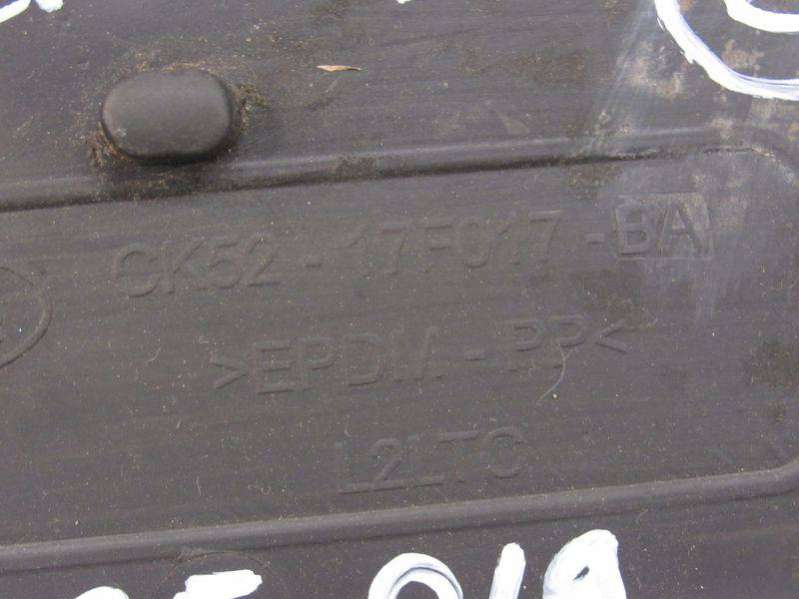 CK52-17F017-BA
>EPDM-PP<
L2LTC